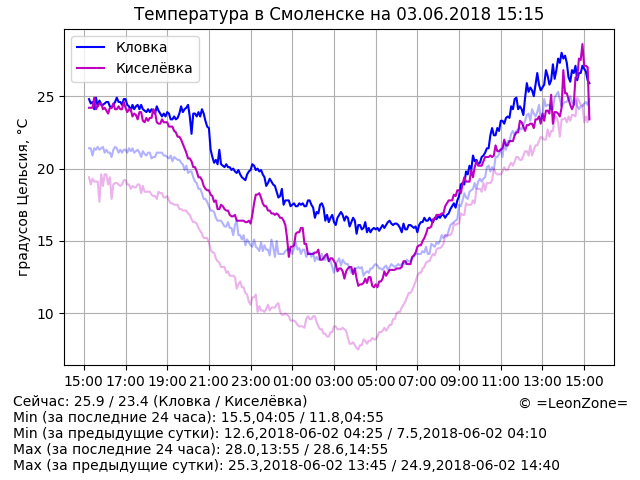 Температура в Смоленске на 03.06.2018 15:15
Кловка
Киселёвка
градусов Цельсия, °C
25
20
15
10
15:00 17:00 19:00 21:00 23:00 01:00 03:00 05:00 07:00 09:00 11:00 13:00 15:00
Сейчас: 25.9 / 23.4 (Кловка / Киселёвка)
© =LeonZone=
Min (за последние 24 часа): 15.5,04:05 / 11.8,04:55
Min (за предыдущие сутки): 12.6,2018-06-02 04:25 / 7.5,2018-06-02 04:10
Max (за последние 24 часа): 28.0,13:55 / 28.6,14:55
Max (за предыдущие сутки): 25.3,2018-06-02 13:45 / 24.9,2018-06-02 14:40